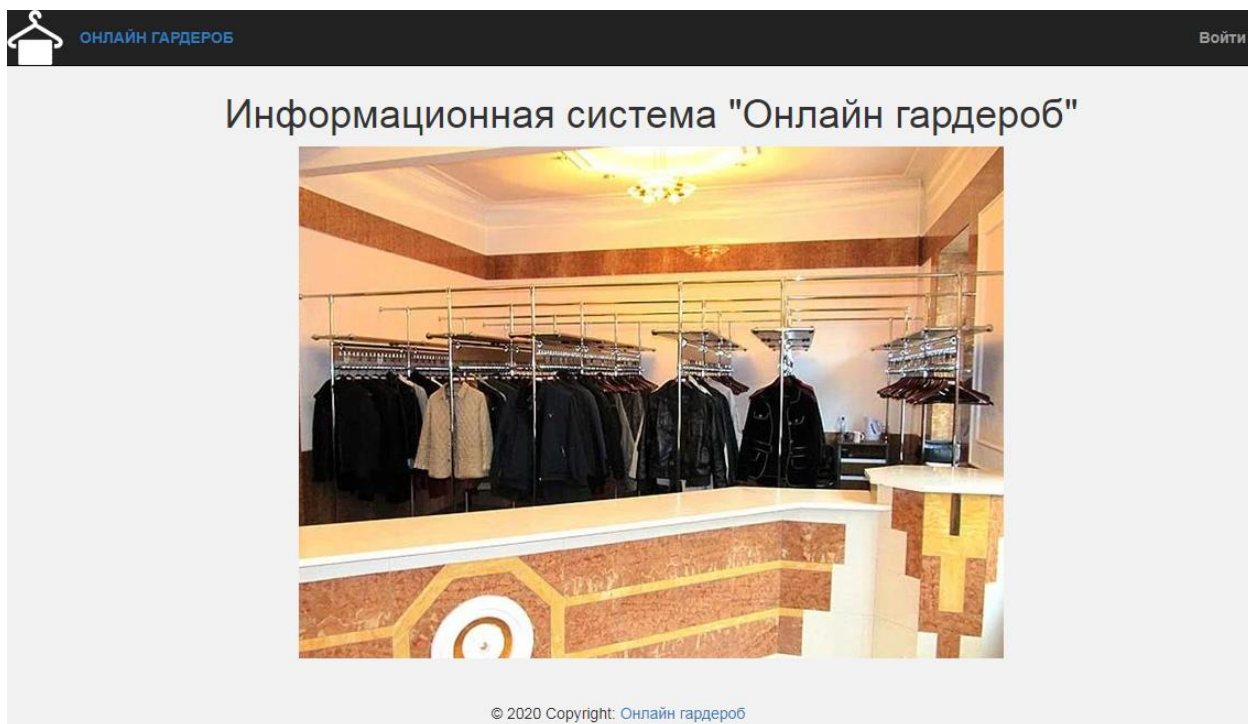 ОНЛАЙН ГАРДЕРОБ
Войти
Информационная система "Онлайн гардероб"
© 2020 Copyright: Онлайн гардероб